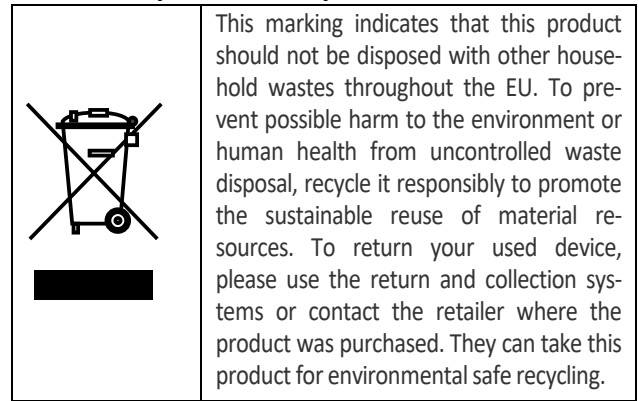 This marking indicates that this product
should not be disposed with other house-
hold wastes throughout the EU. To pre-
vent possible harm to the environment or
human health from uncontrolled waste
disposal, recycle it responsibly to promote
the sustainable reuse of material re-
sources. To return your used device,
please use the return and collection sys-
tems or contact the retailer where the
product was purchased. They can take this
product for environmental safe recycling.